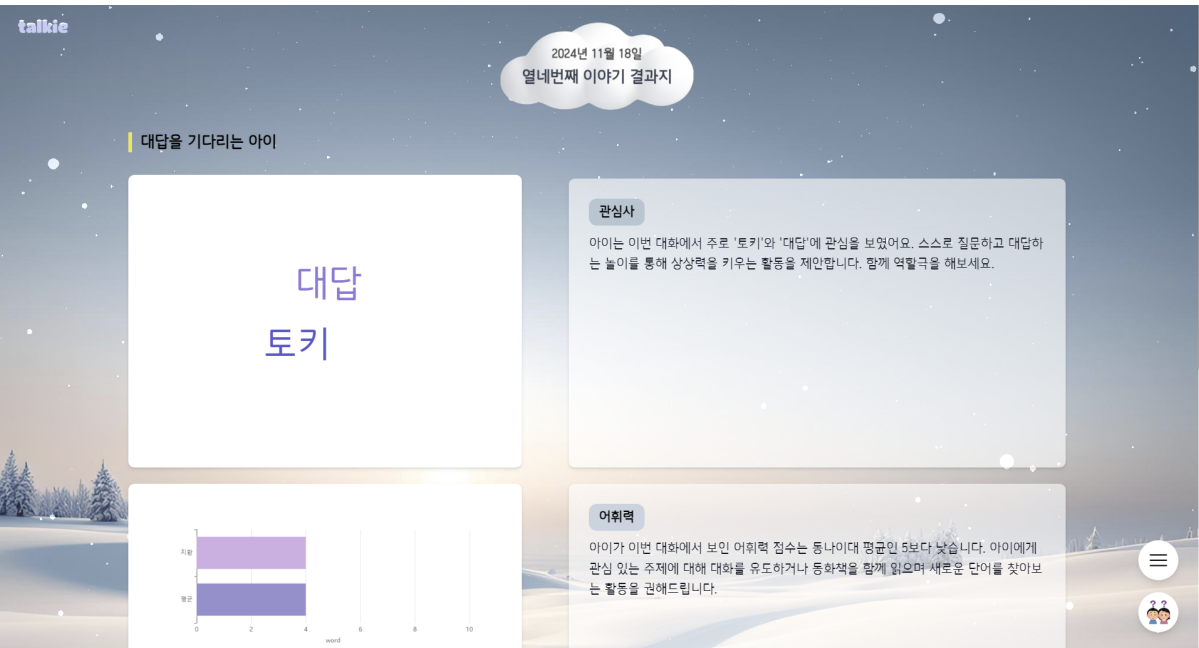 talkie
2024년 11월 18일
열네번째 이야기 결과지
대답을 기다리는 아이
대답
토키
관심사
아이는 이번 대화에서 주로 '토키'와 '대답'에 관심을 보였어요. 스스로 질문하고 대답하
는 놀이를 통해 상상력을 키우는 활동을 제안합니다. 함께 역할극을 해보세요.
평균
0 2 4 6 8 10
word
어휘력
아이가 이번 대화에서 보인 어휘력 점수는 동나이대 평균인 5보다 낮습니다. 아이에게
관심 있는 주제에 대해 대화를 유도하거나 동화책을 함께 읽으며 새로운 단어를 찾아보
는 활동을 권해드립니다.